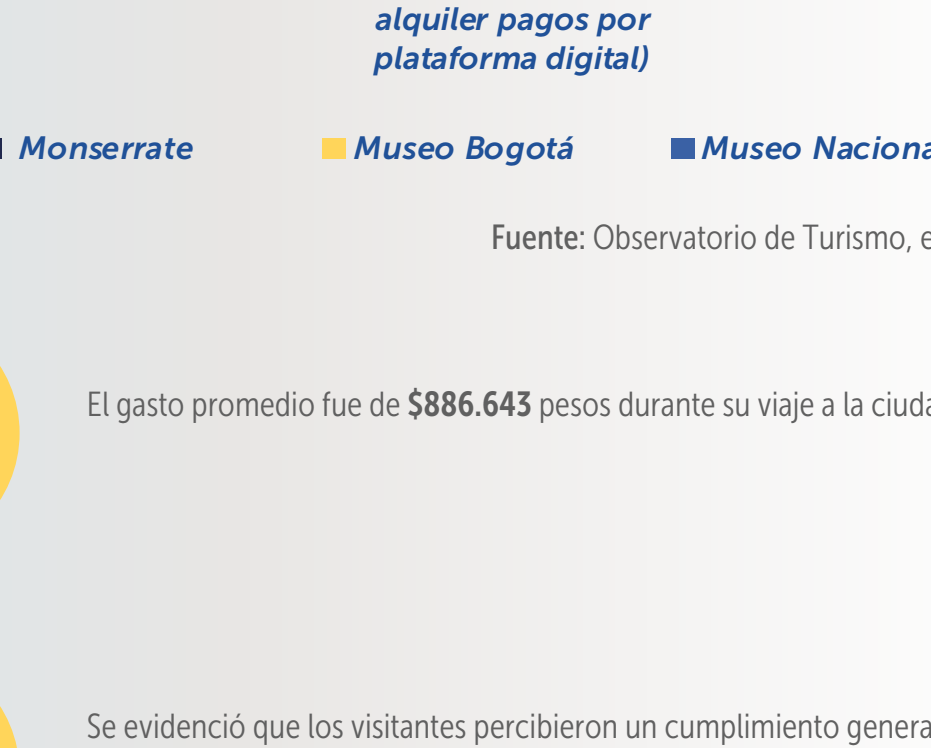 alquiler pagos por
plataforma digital)
Monserrate Museo Bogotá Museo Naciona
Fuente: Observatorio de Turismo, e
El gasto promedio fue de $886.643 pesos durante su viaje a la ciuda
Se evidenció que los visitantes percibieron un cumplimiento genera